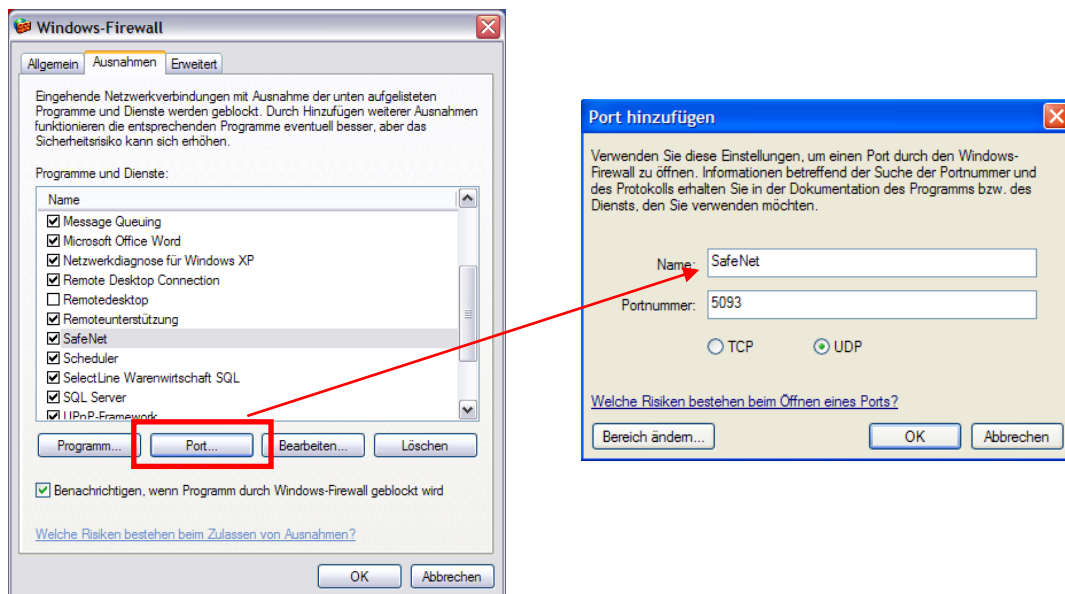 Windows-Firewall
Allgemein Ausnahmen Erweitert
Eingehende Netzwerkverbindungen mit Ausnahme der unten aufgelisteten
Programme und Dienste werden geblockt. Durch Hinzufügen weiterer Ausnahmen
funktionieren die entsprechenden Programme eventuell besser, aber das
Sicherheitsrisiko kann sich erhöhen.
Programme und Dienste:
Name
Message Queuing
Microsoft Office Word
Netzwerkdiagnose für Windows XP
Remote Desktop Connection
Remotedesktop
Remoteunterstützung
SafeNet
Scheduler
SelectLine Warenwirtschaft SQL
SQL Server
UPnP-Framework
Programm... Port... Bearbeiten... Löschen
Benachrichtigen, wenn Programm durch Windows-Firewall geblockt wird
Welche Risiken bestehen beim Zulassen von Ausnahmen?
OK Abbrechen
Port hinzufügen
Verwenden Sie diese Einstellungen, um einen Port durch den Windows-
Firewall zu öffnen. Informationen betreffend der Suche der Portnummer und
des Protokolls erhalten Sie in der Dokumentation des Programms bzw. des
Diensts, den Sie verwenden möchten.
Name: SafeNet
Portnummer: 5093
TCP UDP
Welche Risiken bestehen beim Öffnen eines Ports?
Bereich ändern... OK Abbrechen